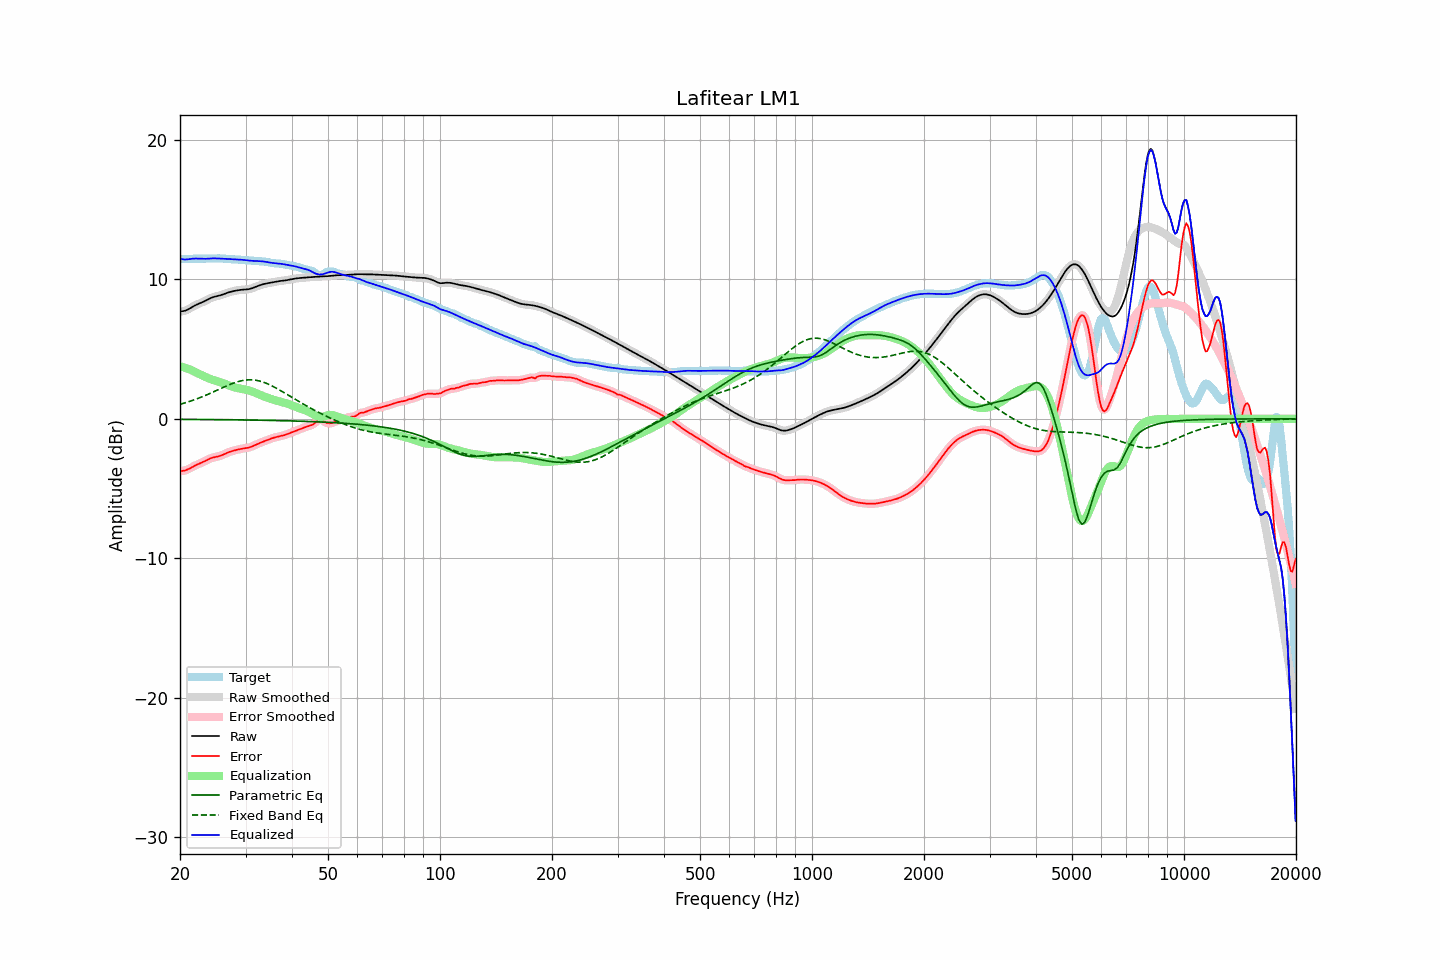 Lafitear LM1
Amplitude (dBr)
20
10
0
−10
−20
−30
Target
Raw Smoothed
Error Smoothed
Raw
Error
Equalization
Parametric Eq
Fixed Band Eq
Equalized
20 50 100 200 500 1000 2000 5000 10000 20000
Frequency (Hz)